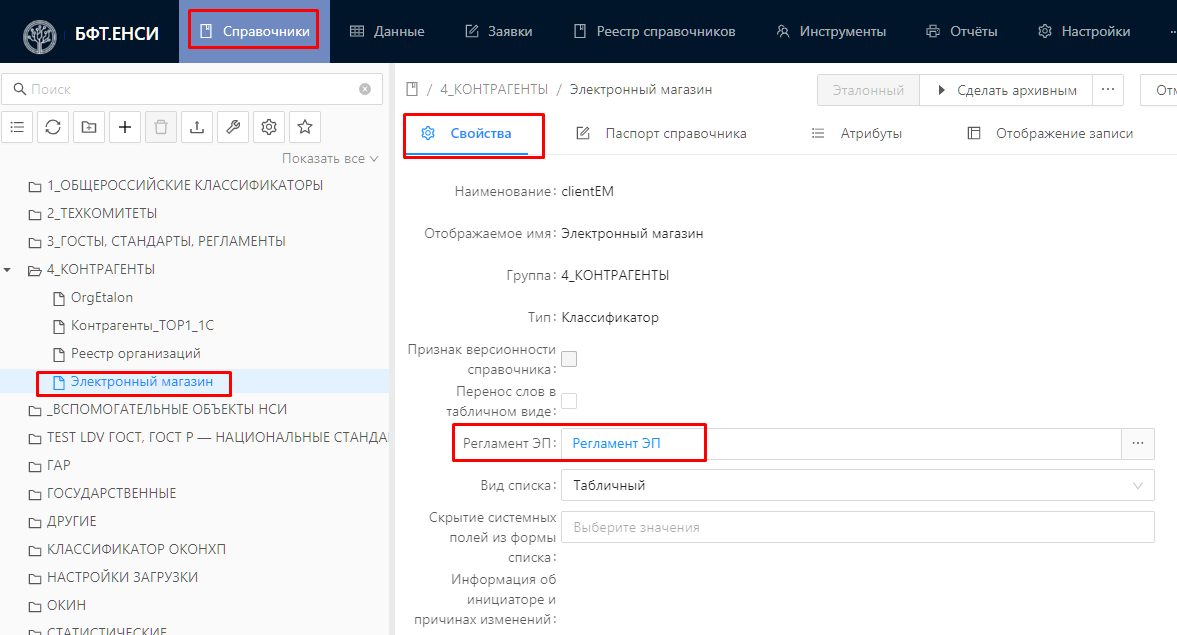 БФТ.ЕНСИ
Справочники
Данные
Заявки
Реестр справочников
Инструменты
Отчёты
Настройки
Поиск
Показать все
1_ОБЩЕРОССИЙСКИЕ КЛАССИФИКАТОРЫ
2_ТЕХКОМИТЕТЫ
3_ГОСТЫ, СТАНДАРТЫ, РЕГЛАМЕНТЫ
4_КОНТРАГЕНТЫ
OrgEtalon
Контрагенты_TOP1_1C
Реестр организаций
Электронный магазин
_ВСПОМОГАТЕЛЬНЫЕ ОБЪЕКТЫ НСИ
TEST LDV ГОСТ, ГОСТ Р — НАЦИОНАЛЬНЫЕ СТАНДА
ГАР
ГОСУДАРСТВЕННЫЕ
ДРУГИЕ
КЛАССИФИКАТОР ОКОНХП
НАСТРОЙКИ ЗАГРУЗКИ
ОКИН
СТАТИСТИЧЕСКИЕ
/ 4_КОНТРАГЕНТЫ / Электронный магазин
Эталонный
Сделать архивным
...
Отм
Свойства
Паспорт справочника
Атрибуты
Отображение записи
Наименование: clientEM
Отображаемое имя: Электронный магазин
Группа: 4_КОНТРАГЕНТЫ
Тип: Классификатор
Признак версионности
справочника:
Перенос слов в
табличном виде:
Регламент ЭП: Регламент ЭП ...
Вид списка: Табличный
Скрытие системных
полей из формы
списка:
Выберите значения
Информация об
инициаторе и
причинах изменений: